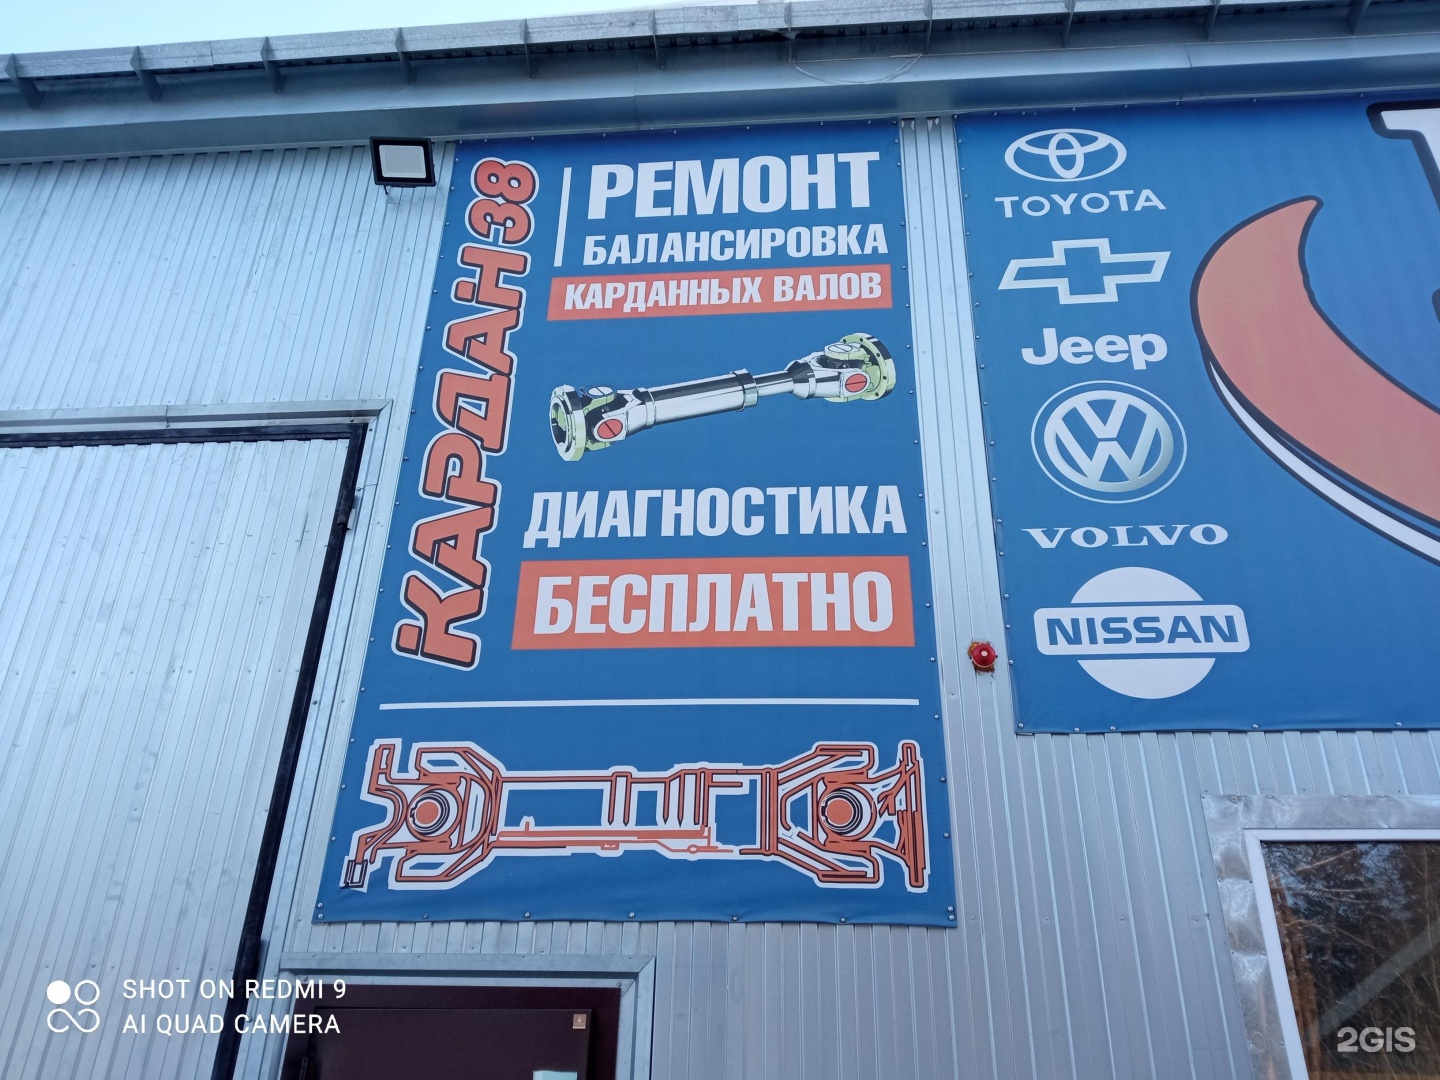 КАРДАН38
РЕМОНТ
БАЛАНСИРОВКА
КАРДАННЫХ ВАЛОВ
ДИАГНОСТИКА
БЕСПЛАТНО
TOYOTA
Jeep
VW
VOLVO
NISSAN
SHOT ON REDMI 9
AI QUAD CAMERA
2GIS